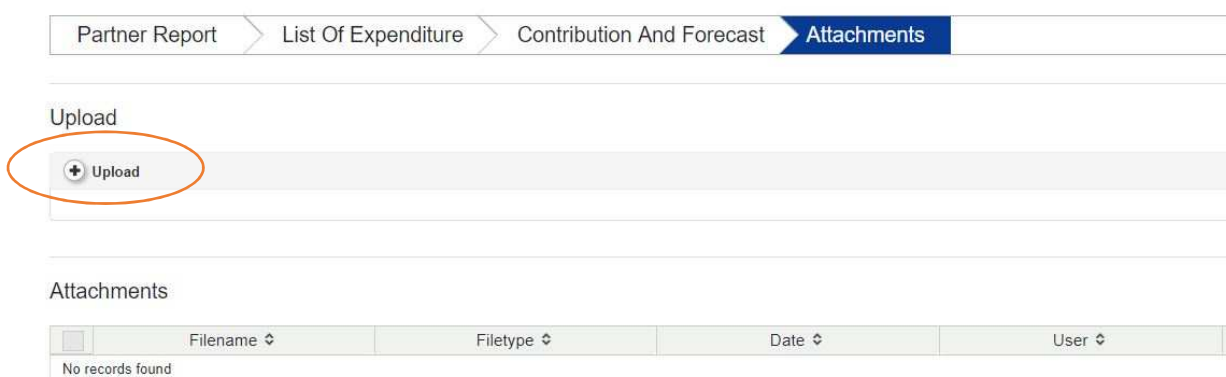 Partner Report List Of Expenditure Contribution And Forecast Attachments
Upload
Upload
Attachments
Filename Filetype Date User
No records found